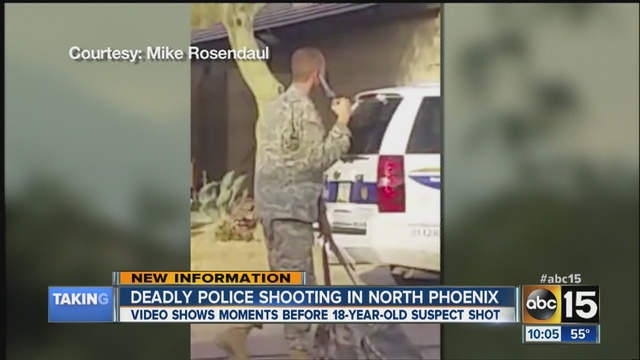 Courtesy: Mike Rosendaul
NEW INFORMATION
#abc15
TAKING
DEADLY POLICE SHOOTING IN NORTH PHOENIX
VIDEO SHOWS MOMENTS BEFORE 18-YEAR-OLD SUSPECT SHOT
abc 15
10:05 55°